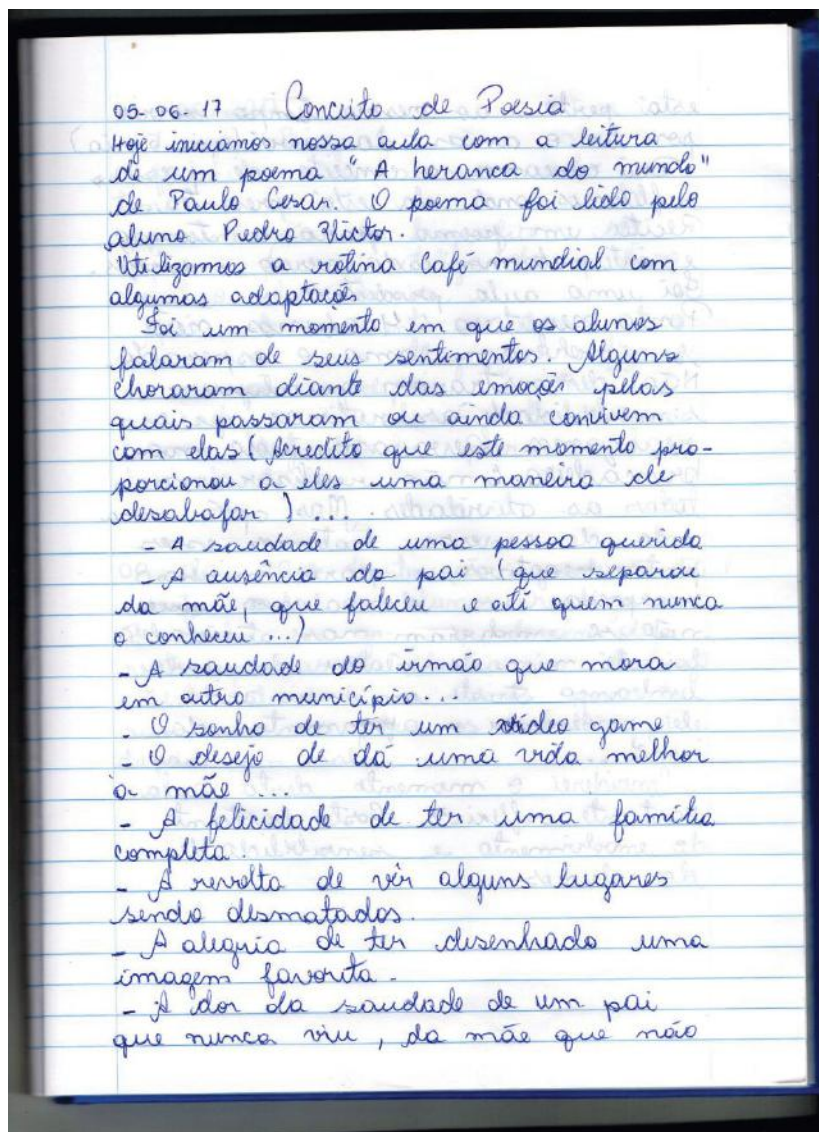 05-06-17 Conceito de Poesia
Hoje iniciamos nossa aula com a leitura
de um poema "A heranca do mundo"
de Paulo Cesar. O poema foi lido pelo
aluno Pedro Victor.
Utilizamos a rotina Café mundial com
algumas adaptações
Foi um momento em que os alunos
falaram de seus sentimentos. Alguns
choraram diante das emoções pelas
quais passaram ou ainda convivem
com elas (Acredito que este momento pro-
porcionou a eles uma maneira de
desabafar) ...
- A saudade de uma pessoa querida
- A ausência do pai (que separou
da mãe, que faleceu e até quem nunca
o conheceu ...)
- A saudade do irmão que mora
em outro município...
- O sonho de ter um video game
- O desejo de dá uma vida melhor
a mãe ...
- A felicidade de ter uma família
completa.
- A revolta de vêr alguns lugares
sendo desmatados.
- A alegria de ter desenhado uma
imagem favorita.
- A dor da saudade de um pai
que nunca viu, da mãe que não